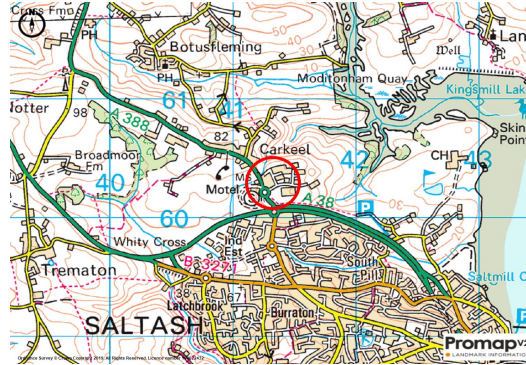 Cross Fmo
PH
Botusfleming
PH
Well
Lan
Moditonham Quay
Kingsmill Lake
61
41
Notter
98
A 388
82
Carkeel
Skin
Point
Broadmoor
Fm
40
Motel
42
CH
43
A 38
60
P
Whity Cross
Ind
Est
Trematon
B 3271
South
Pill
Saltmill C
38
67
Latchbrook
Burraton
SALTASH
P
Promap
LANDMARK INFORMATION